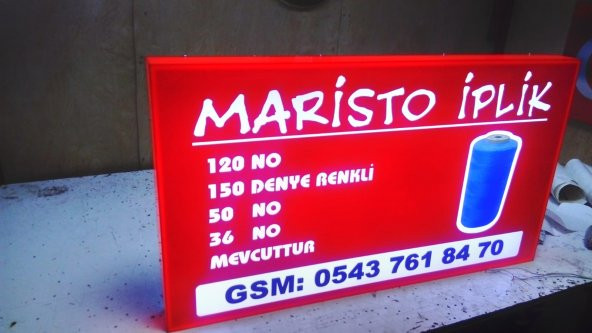 MARİSTO İPLİK
120 NO
150 DENYE RENKLİ
50 NO
36 NO
MEVCUTTUR
GSM: 0543 761 84 70